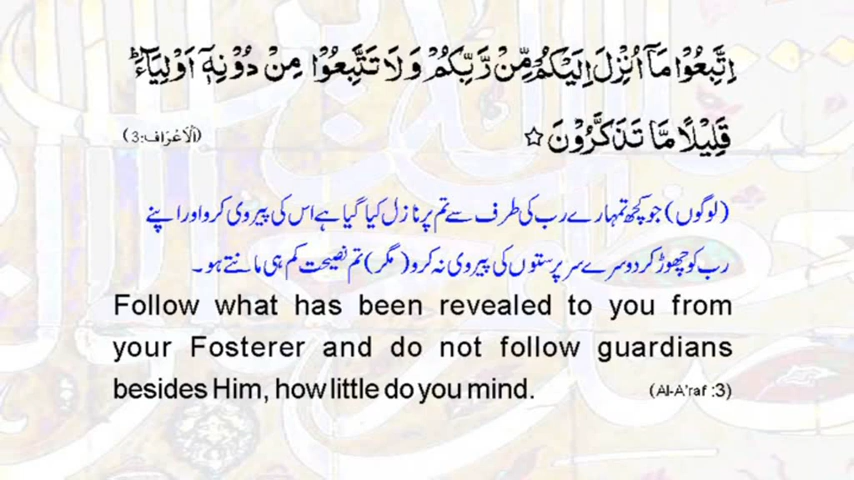 اِتَّبِعُوْا مَاۤ اُنْزِلَ اِلَیْكُمْ مِّنْ رَّبِّكُمْ وَلَا تَتَّبِعُوْا مِنْ دُوْنِهٖۤ اَوْلِیَآءَ ؕ
قَلِیْلًا مَّا تَذَكَّرُوْنَ ☆ (اَلْاَعْرَاف:3)
(لوگوں) جو کچھ تمہارے رب کی طرف سے تم پر نازل کیا گیا ہے اس کی پیروی کرو اور اپنے
رب کو چھوڑ کر دوسرے سرپرستوں کی پیروی نہ کرو (مگر) تم نصیحت کم ہی مانتے ہو۔
Follow what has been revealed to you from
your Fosterer and do not follow guardians
besides Him, how little do you mind. (Al-A'raf :3)